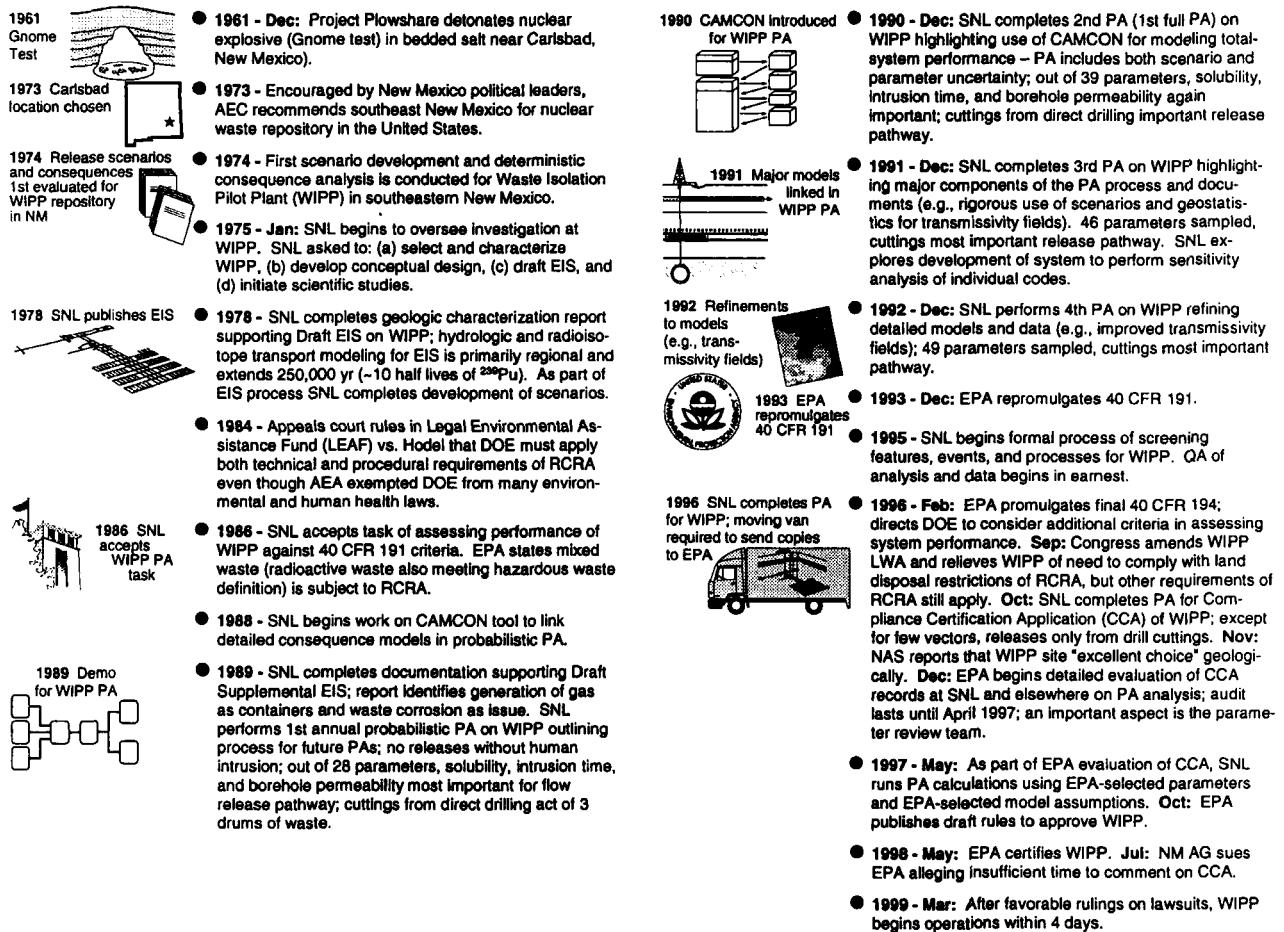 1961
Gnome
Test
● 1961 - Dec: Project Plowshare detonates nuclear
explosive (Gnome test) in bedded salt near Carlsbad,
New Mexico).
1973 Carlsbad
location chosen
● 1973 - Encouraged by New Mexico political leaders,
AEC recommends southeast New Mexico for nuclear
waste repository in the United States.
1974 Release scenarios
and consequences
1st evaluated for
WIPP repository
in NM
● 1974 - First scenario development and deterministic
consequence analysis is conducted for Waste Isolation
Pilot Plant (WIPP) in southeastern New Mexico.
● 1975 - Jan: SNL begins to oversee investigation at
WIPP. SNL asked to: (a) select and characterize
WIPP, (b) develop conceptual design, (c) draft EIS, and
(d) initiate scientific studies.
1978 SNL publishes EIS
● 1978 - SNL completes geologic characterization report
supporting Draft EIS on WIPP; hydrologic and radioiso-
tope transport modeling for EIS is primarily regional and
extends 250,000 yr (~10 half lives of ²³⁹Pu). As part of
EIS process SNL completes development of scenarios.
● 1984 - Appeals court rules in Legal Environmental As-
sistance Fund (LEAF) vs. Hodel that DOE must apply
both technical and procedural requirements of RCRA
even though AEA exempted DOE from many environ-
mental and human health laws.
1986 SNL
accepts
WIPP PA
task
● 1986 - SNL accepts task of assessing performance of
WIPP against 40 CFR 191 criteria. EPA states mixed
waste (radioactive waste also meeting hazardous waste
definition) is subject to RCRA.
● 1988 - SNL begins work on CAMCON tool to link
detailed consequence models in probabilistic PA.
1989 Demo
for WIPP PA
● 1989 - SNL completes documentation supporting Draft
Supplemental EIS; report identifies generation of gas
as containers and waste corrosion as issue. SNL
performs 1st annual probabilistic PA on WIPP outlining
process for future PAs; no releases without human
intrusion; out of 28 parameters, solubility, intrusion time,
and borehole permeability most important for flow
release pathway; cuttings from direct drilling act of 3
drums of waste.
1990 CAMCON introduced
for WIPP PA
● 1990 - Dec: SNL completes 2nd PA (1st full PA) on
WIPP highlighting use of CAMCON for modeling total-
system performance – PA includes both scenario and
parameter uncertainty; out of 39 parameters, solubility,
intrusion time, and borehole permeability again
important; cuttings from direct drilling important release
pathway.
1991 Major models
linked in
WIPP PA
● 1991 - Dec: SNL completes 3rd PA on WIPP highlight-
ing major components of the PA process and docu-
ments (e.g., rigorous use of scenarios and geostatis-
tics for transmissivity fields). 46 parameters sampled,
cuttings most important release pathway. SNL ex-
plores development of system to perform sensitivity
analysis of individual codes.
1992 Refinements
to models
(e.g., trans-
missivity fields)
● 1992 - Dec: SNL performs 4th PA on WIPP refining
detailed models and data (e.g., improved transmissivity
fields); 49 parameters sampled, cuttings most important
pathway.
UNITED STATES
ENVIRONMENTAL PROTECTION AGENCY
1993 EPA
repromulgates
40 CFR 191
● 1993 - Dec: EPA repromulgates 40 CFR 191.
● 1995 - SNL begins formal process of screening
features, events, and processes for WIPP. QA of
analysis and data begins in earnest.
1996 SNL completes PA
for WIPP; moving van
required to send copies
to EPA
● 1996 - Feb: EPA promulgates final 40 CFR 194;
directs DOE to consider additional criteria in assessing
system performance. Sep: Congress amends WIPP
LWA and relieves WIPP of need to comply with land
disposal restrictions of RCRA, but other requirements of
RCRA still apply. Oct: SNL completes PA for Com-
pliance Certification Application (CCA) of WIPP; except
for few vectors, releases only from drill cuttings. Nov:
NAS reports that WIPP site "excellent choice" geologi-
cally. Dec: EPA begins detailed evaluation of CCA
records at SNL and elsewhere on PA analysis; audit
lasts until April 1997; an important aspect is the parame-
ter review team.
● 1997 - May: As part of EPA evaluation of CCA, SNL
runs PA calculations using EPA-selected parameters
and EPA-selected model assumptions. Oct: EPA
publishes draft rules to approve WIPP.
● 1998 - May: EPA certifies WIPP. Jul: NM AG sues
EPA alleging insufficient time to comment on CCA.
● 1999 - Mar: After favorable rulings on lawsuits, WIPP
begins operations within 4 days.